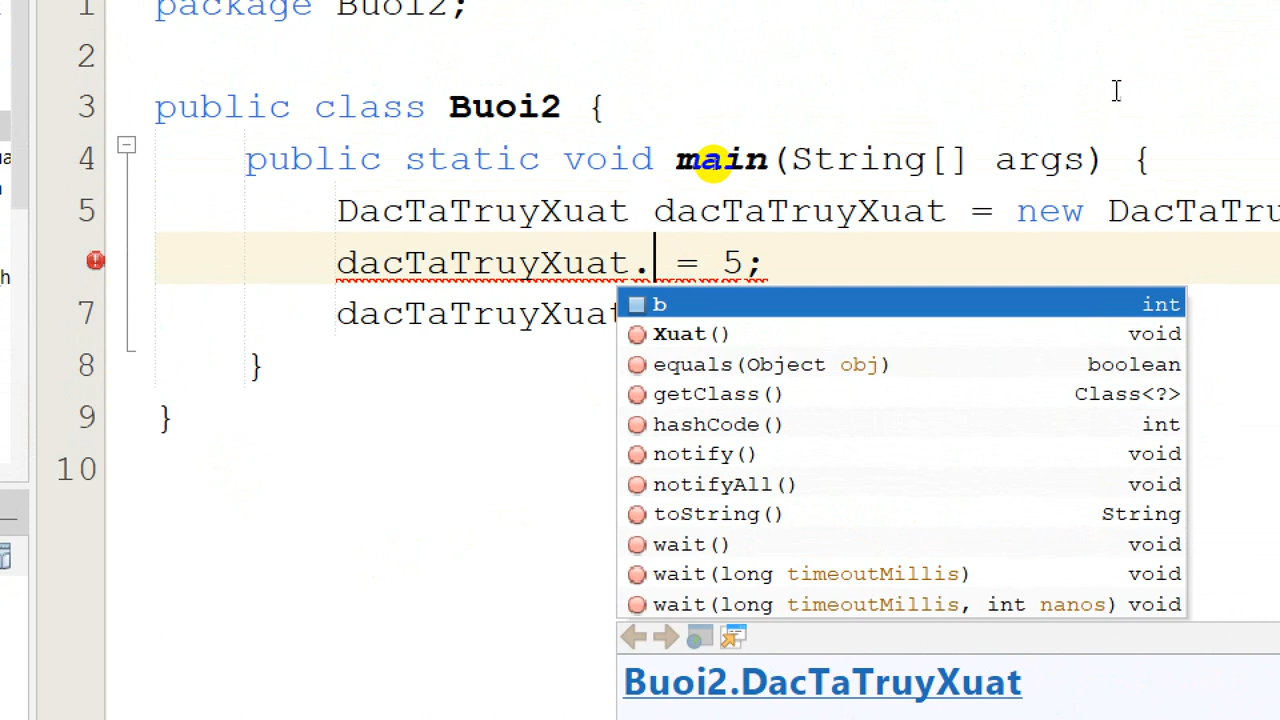 1 package Buoi2;
2
3 public class Buoi2 {
4 public static void main(String[] args) {
5 DacTaTruyXuat dacTaTruyXuat = new DacTaTru
dacTaTruyXuat. = 5;
7 dacTaTruyXuat
8 }
9 }
10
b int
Xuat() void
equals(Object obj) boolean
getClass() Class<?>
hashCode() int
notify() void
notifyAll() void
toString() String
wait() void
wait(long timeoutMillis) void
wait(long timeoutMillis, int nanos) void
Buoi2.DacTaTruyXuat